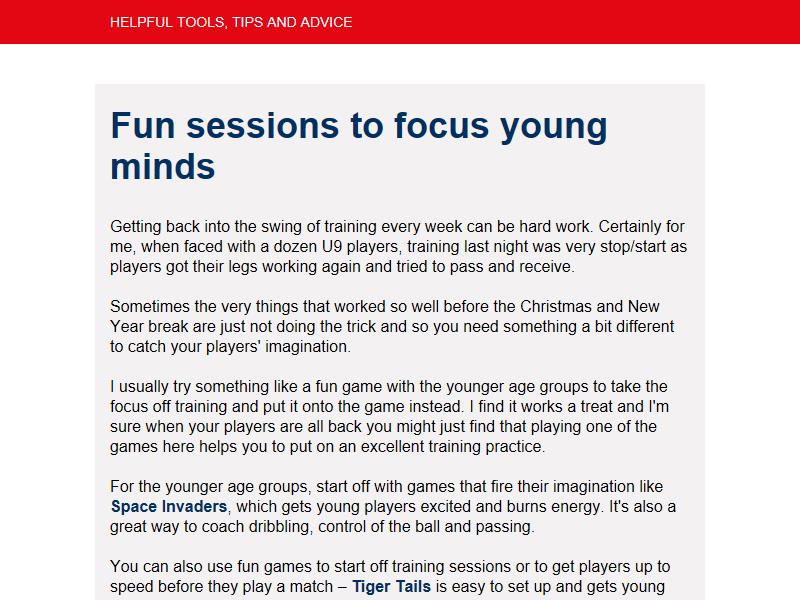 HELPFUL TOOLS, TIPS AND ADVICE
Fun sessions to focus young
minds
Getting back into the swing of training every week can be hard work. Certainly for
me, when faced with a dozen U9 players, training last night was very stop/start as
players got their legs working again and tried to pass and receive.
Sometimes the very things that worked so well before the Christmas and New
Year break are just not doing the trick and so you need something a bit different
to catch your players' imagination.
I usually try something like a fun game with the younger age groups to take the
focus off training and put it onto the game instead. I find it works a treat and I'm
sure when your players are all back you might just find that playing one of the
games here helps you to put on an excellent training practice.
For the younger age groups, start off with games that fire their imagination like
Space Invaders, which gets young players excited and burns energy. It's also a
great way to coach dribbling, control of the ball and passing.
You can also use fun games to start off training sessions or to get players up to
speed before they play a match – Tiger Tails is easy to set up and gets young